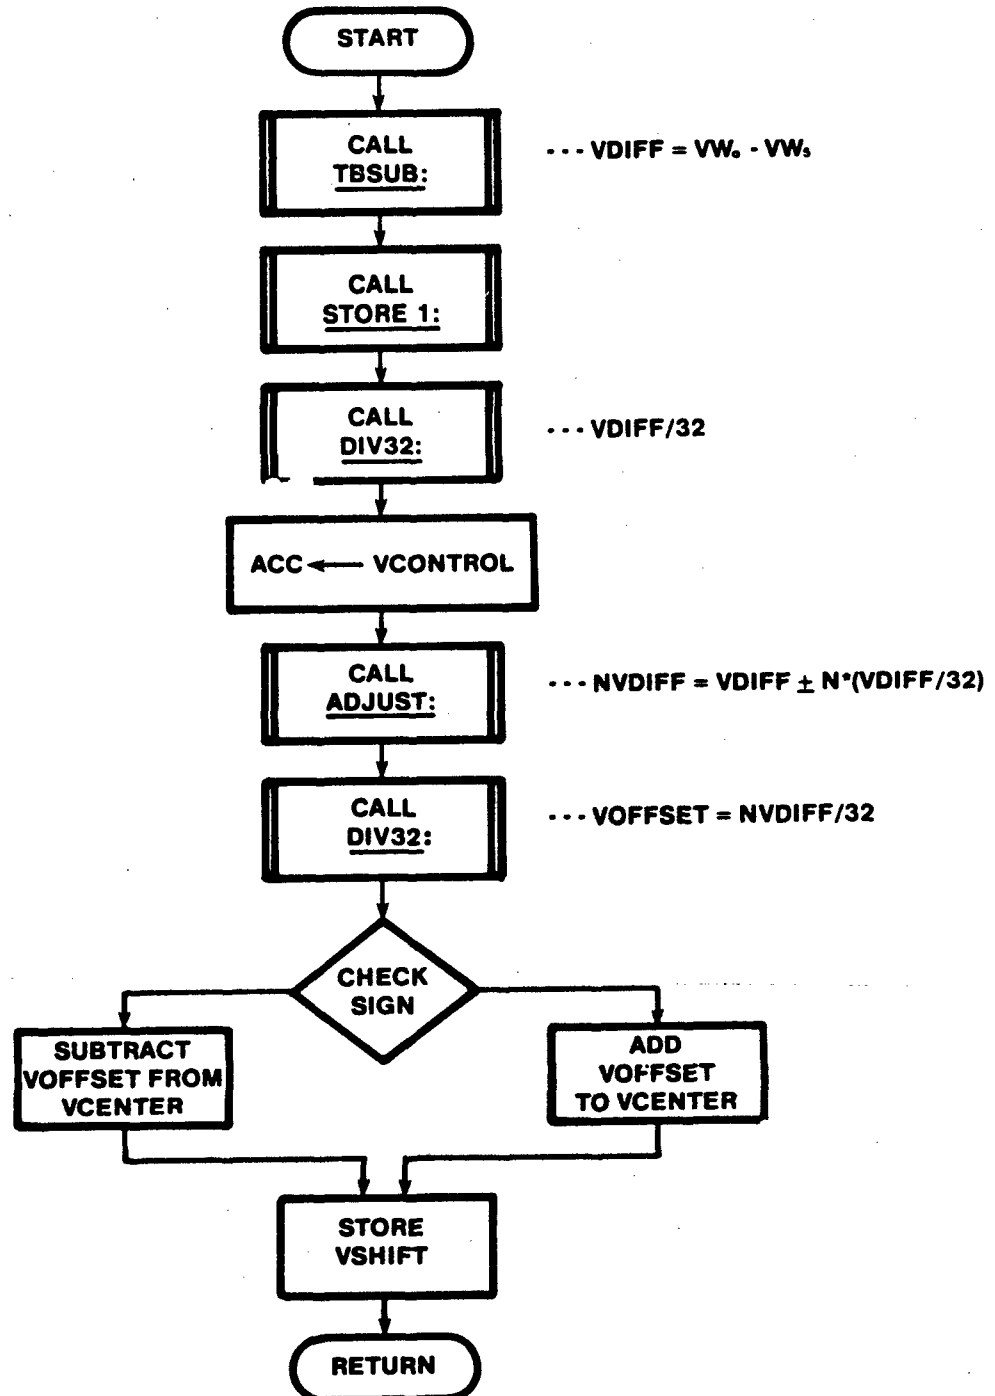 START
CALL
TBSUB:
--- VDIFF = VWₒ - VWₛ
CALL
STORE 1:
CALL
DIV32:
--- VDIFF/32
ACC ← VCONTROL
CALL
ADJUST:
--- NVDIFF = VDIFF ± N*(VDIFF/32)
CALL
DIV32:
--- VOFFSET = NVDIFF/32
CHECK
SIGN
SUBTRACT
VOFFSET FROM
VCENTER
ADD
VOFFSET
TO VCENTER
STORE
VSHIFT
RETURN